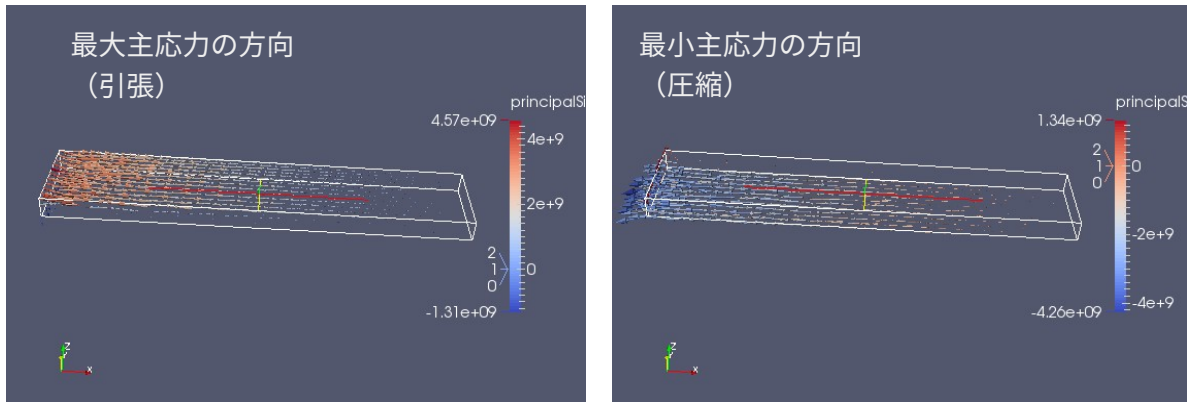 最大主応力の方向
（引張）
principalSi
4.57e+09
4e+9
2e+9
2
1
0
0
-1.31e+09
Z
Y
X
最小主応力の方向
（圧縮）
principalS
1.34e+09
2
1
0
0
-2e+9
-4e+9
-4.26e+09
Z
Y
X